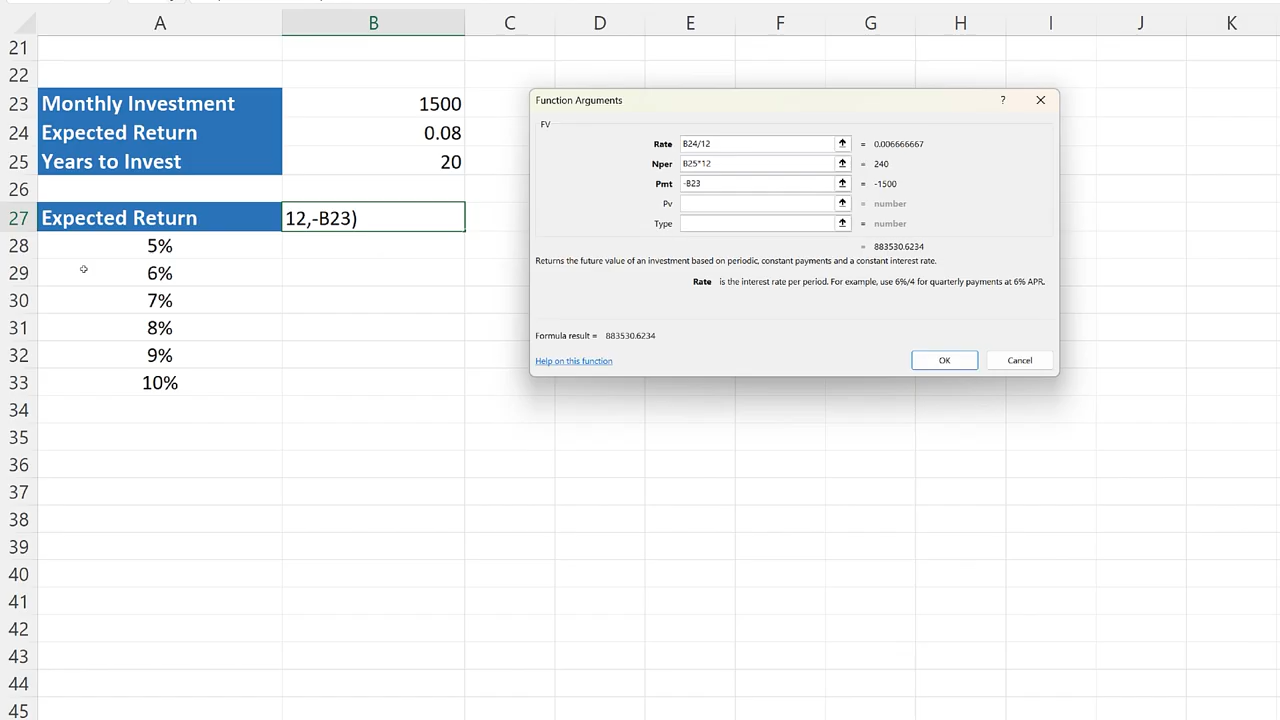 A B C D E F G H I J K
21
22
23 Monthly Investment 1500
24 Expected Return 0.08
25 Years to Invest 20
26
27 Expected Return 12,-B23)
28 5%
29 6%
30 7%
31 8%
32 9%
33 10%
34
35
36
37
38
39
40
41
42
43
44
45
Function Arguments ?
FV
Rate B24/12 = 0.006666667
Nper B25*12 = 240
Pmt -B23 = -1500
Pv = number
Type = number
= 883530.6234
Returns the future value of an investment based on periodic, constant payments and a constant interest rate.
Rate is the interest rate per period. For example, use 6%/4 for quarterly payments at 6% APR.
Formula result = 883530.6234
Help on this function OK Cancel